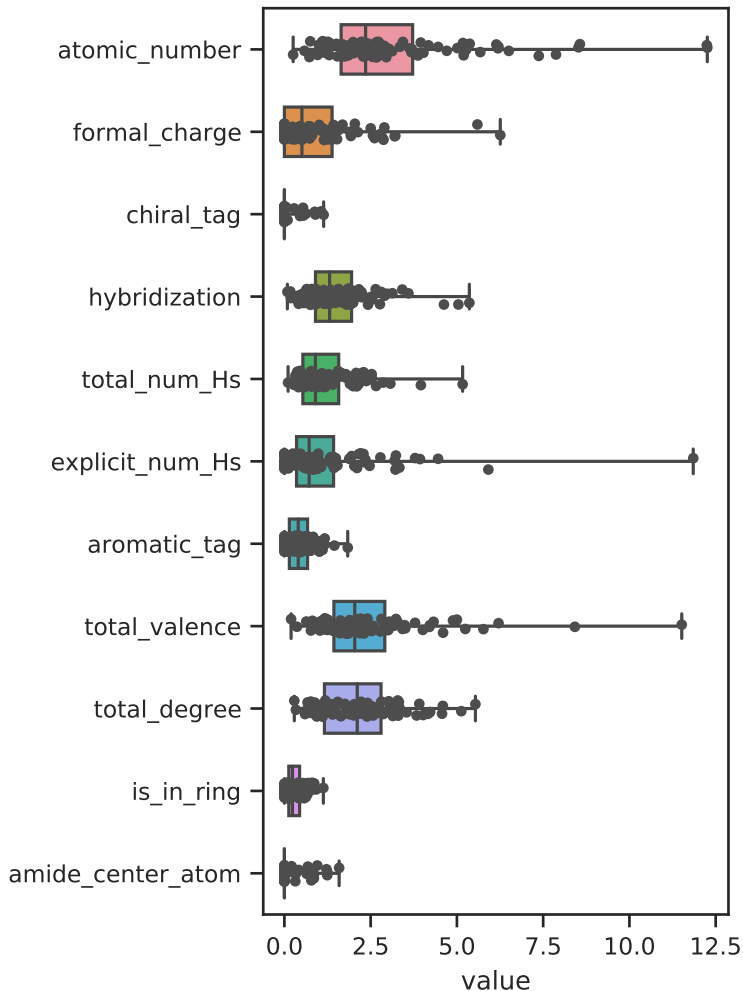 atomic_number
formal_charge
chiral_tag
hybridization
total_num_Hs
explicit_num_Hs
aromatic_tag
total_valence
total_degree
is_in_ring
amide_center_atom
0.0 2.5 5.0 7.5 10.0 12.5
value